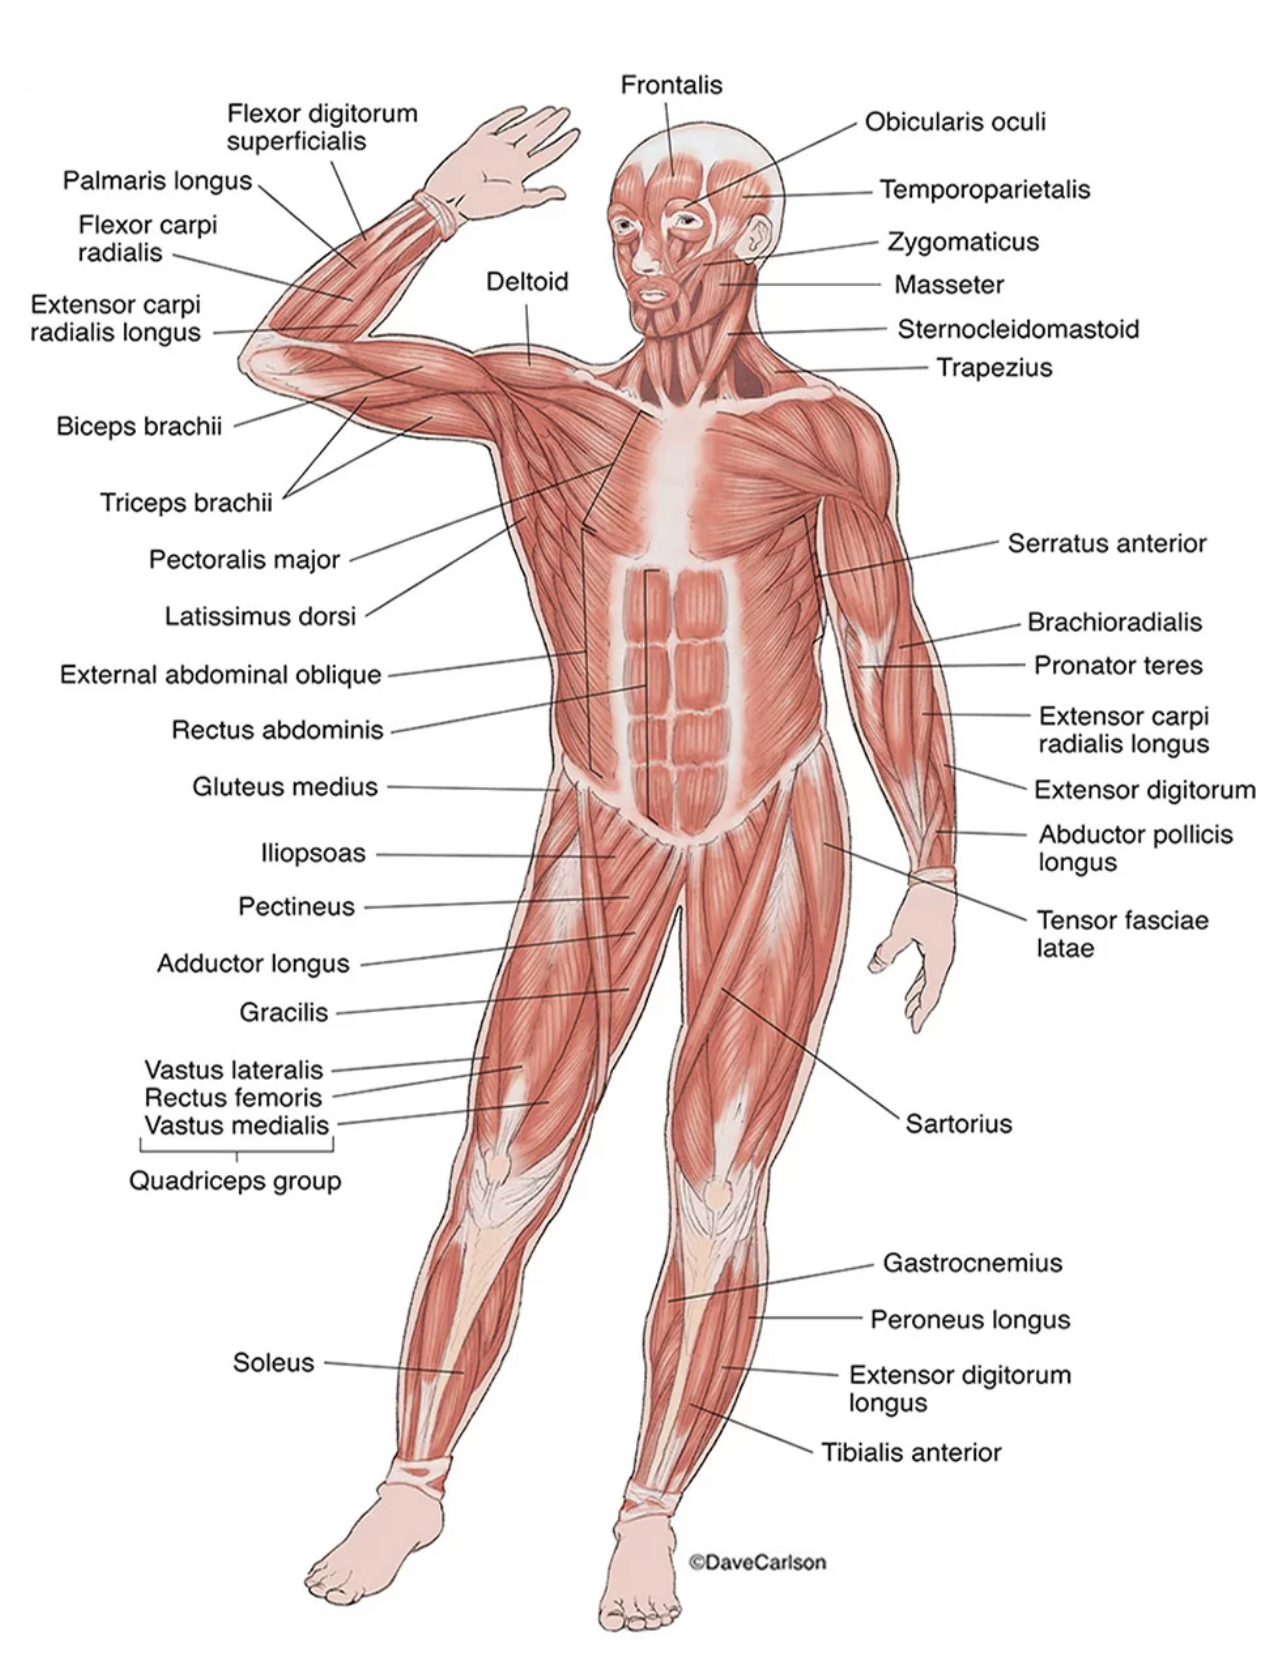 Frontalis
Flexor digitorum
superficialis
Obicularis oculi
Palmaris longus
Temporoparietalis
Flexor carpi
radialis
Zygomaticus
Deltoid
Masseter
Extensor carpi
radialis longus
Sternocleidomastoid
Trapezius
Biceps brachii
Triceps brachii
Pectoralis major
Serratus anterior
Latissimus dorsi
Brachioradialis
External abdominal oblique
Pronator teres
Rectus abdominis
Extensor carpi
radialis longus
Gluteus medius
Extensor digitorum
Iliopsoas
Abductor pollicis
longus
Pectineus
Tensor fasciae
latae
Adductor longus
Gracilis
Vastus lateralis
Rectus femoris
Vastus medialis
Sartorius
Quadriceps group
Gastrocnemius
Peroneus longus
Soleus
Extensor digitorum
longus
Tibialis anterior
©DaveCarlson